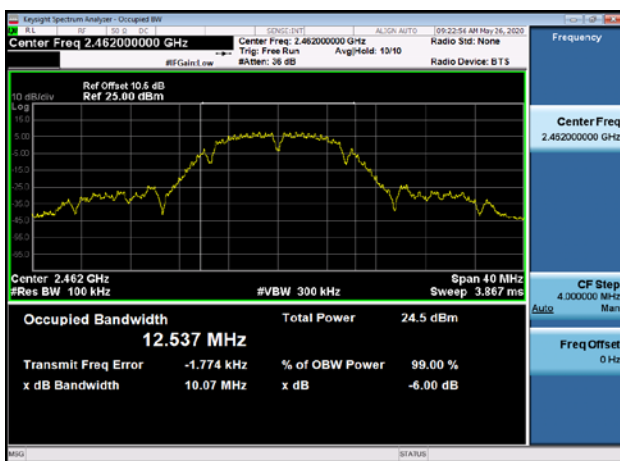 Keysight Spectrum Analyzer - Occupied BW
RL RF 50 Ω DC SENSE:INT ALIGN AUTO 09:22:54 AM May 26, 2020
Center Freq 2.462000000 GHz
Center Freq: 2.462000000 GHz
Radio Std: None
Trig: Free Run Avg|Hold: 10/10
#IFGain:Low #Atten: 36 dB Radio Device: BTS
Ref Offset 10.6 dB
10 dB/div Ref 25.00 dBm
Log
15.0
5.00
-5.00
-15.0
-25.0
-35.0
-45.0
-55.0
-65.0
Center 2.462 GHz Span 40 MHz
#Res BW 100 kHz #VBW 300 kHz Sweep 3.867 ms
Occupied Bandwidth Total Power 24.5 dBm
12.537 MHz
Transmit Freq Error -1.774 kHz % of OBW Power 99.00 %
x dB Bandwidth 10.07 MHz x dB -6.00 dB
MSG STATUS
Frequency
Center Freq
2.462000000 GHz
CF Step
4.000000 MHz
Auto Man
Freq Offset
0 Hz